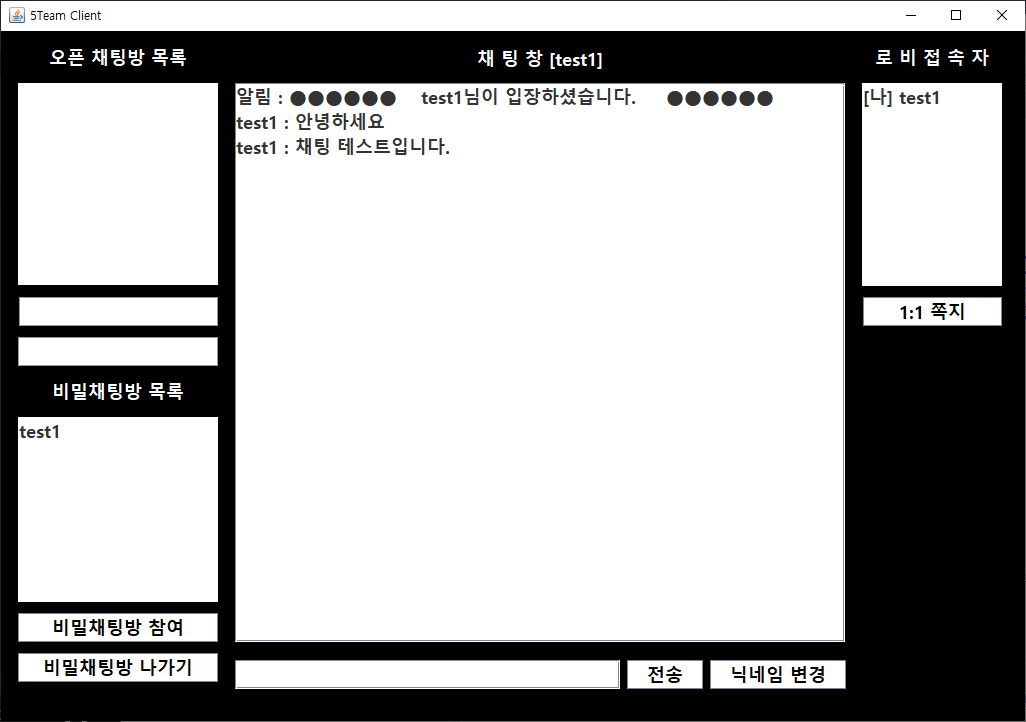 5Team Client
오픈 채팅방 목록
비밀채팅방 목록
test1
비밀채팅방 참여
비밀채팅방 나가기
채 팅 창 [test1]
알림 : ●●●●●● test1님이 입장하셨습니다. ●●●●●●
test1 : 안녕하세요
test1 : 채팅 테스트입니다.
전송 닉네임 변경
로 비 접 속 자
[나] test1
1:1 쪽지